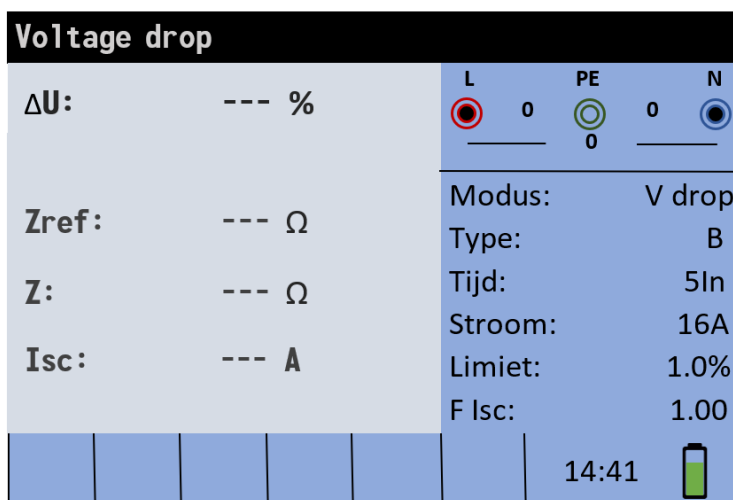 Voltage drop
ΔU: --- %
Zref: --- Ω
Z: --- Ω
Isc: --- A
L PE N
0 0
0
Modus: V drop
Type: B
Tijd: 5In
Stroom: 16A
Limiet: 1.0%
F Isc: 1.00
14:41